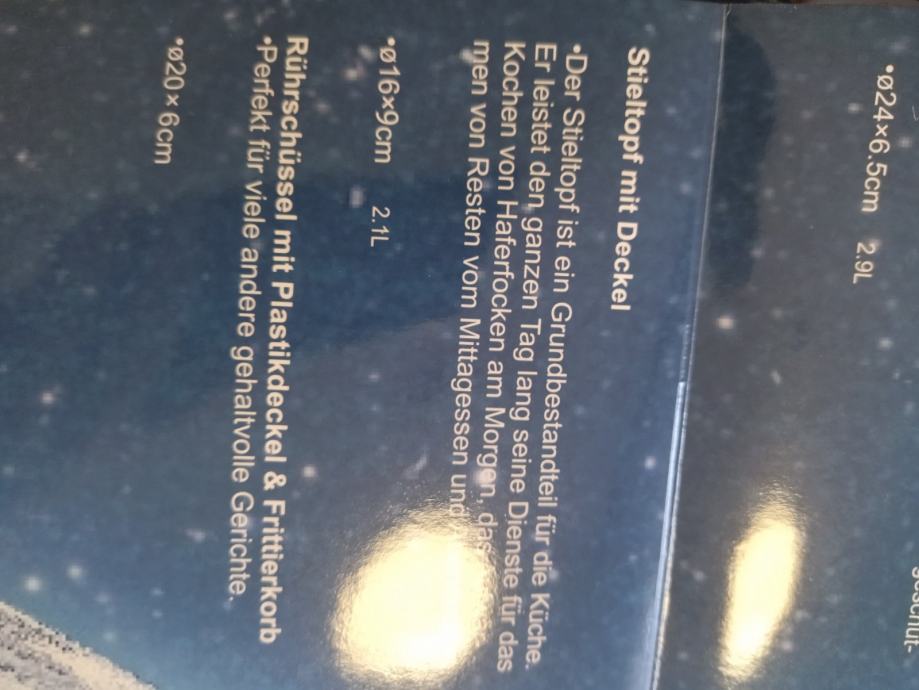 •ø24×6.5cm 2.9L
Stieltopf mit Deckel
•Der Stieltopf ist ein Grundbestandteil für die Küche.
Er leistet den ganzen Tag lang seine Dienste für das
Kochen von Haferfocken am Morgen, das
men von Resten vom Mittagessen und
•ø16×9cm 2.1L
Rührschüssel mit Plastikdeckel & Frittierkorb
•Perfekt für viele andere gehaltvolle Gerichte.
•ø20×6cm